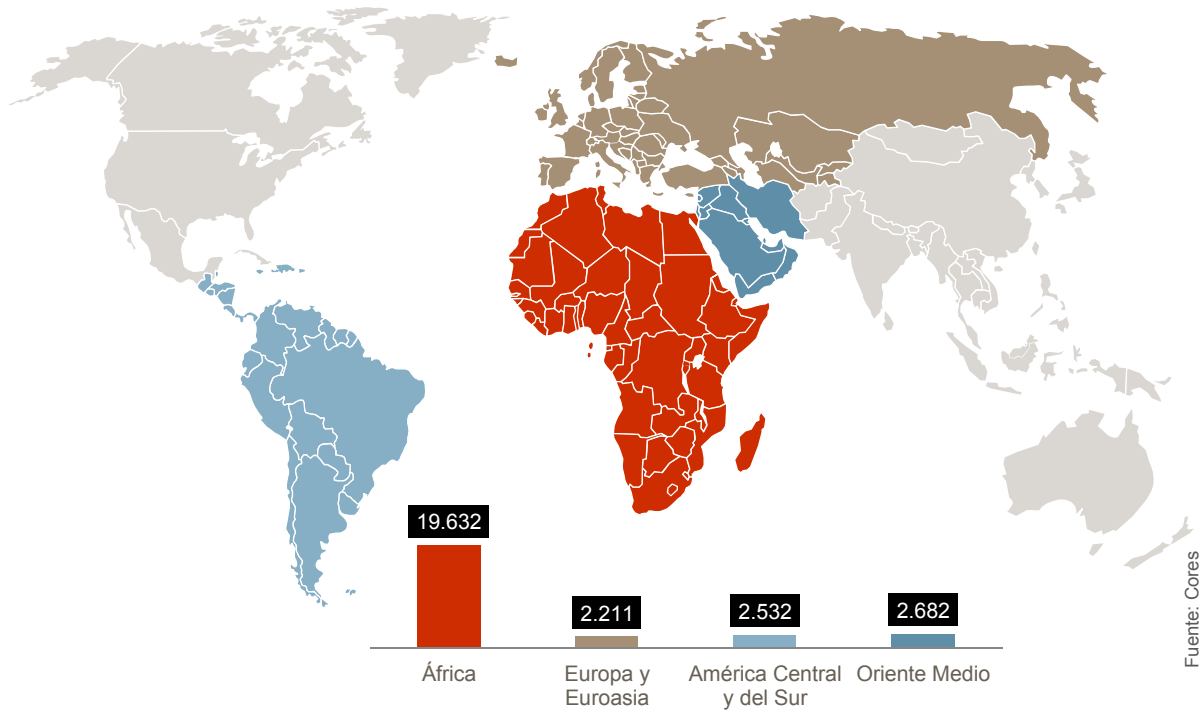 19.632
2.211
2.532
2.682
África
Europa y
Euroasia
América Central
y del Sur
Oriente Medio
Fuente: Cores